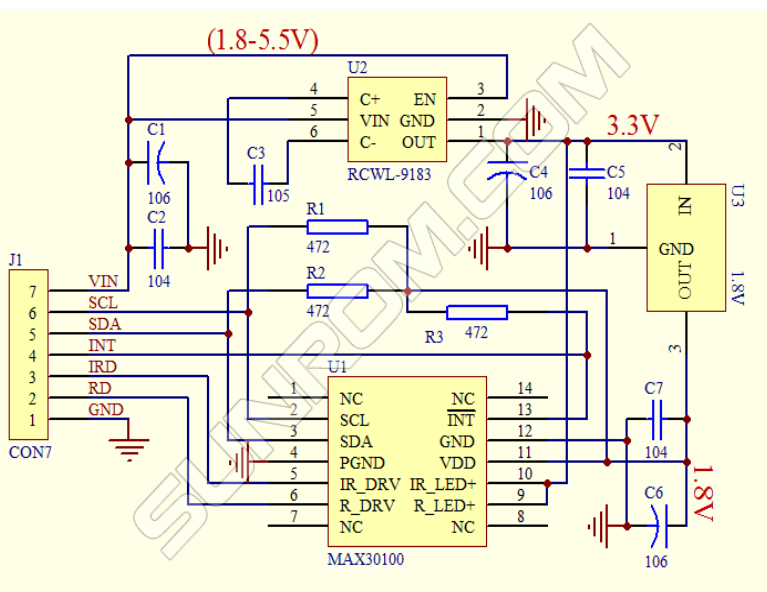 (1.8-5.5V)
U2
4 C+ EN 3
5 VIN GND 2
6 C- OUT 1
RCWL-9183
3.3V
C1
106
C2
104
C3
105
C4
106
C5
104
2
IN
U3
1 GND
OUT
1.8V
3
R1
472
R2
472
R3
472
J1
7 VIN
6 SCL
5 SDA
4 INT
3 IRD
2 RD
1 GND
CON7
U1
1 NC NC 14
2 SCL INT 13
3 SDA GND 12
4 PGND VDD 11
5 IR_DRV IR_LED+ 10
6 R_DRV R_LED+ 9
7 NC NC 8
MAX30100
C7
104
1.8V
C6
106
SUNROM.COM